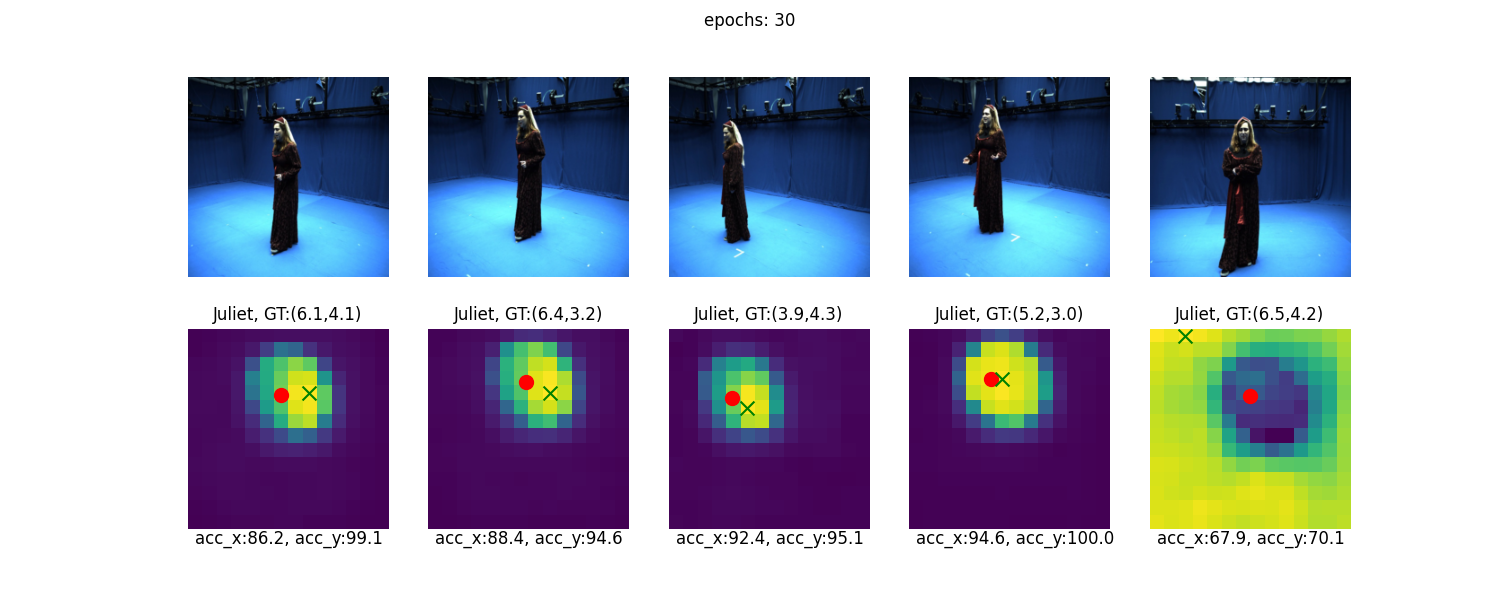 epochs: 30
Juliet, GT:(6.1,4.1)
Juliet, GT:(6.4,3.2)
Juliet, GT:(3.9,4.3)
Juliet, GT:(5.2,3.0)
Juliet, GT:(6.5,4.2)
acc_x:86.2, acc_y:99.1
acc_x:88.4, acc_y:94.6
acc_x:92.4, acc_y:95.1
acc_x:94.6, acc_y:100.0
acc_x:67.9, acc_y:70.1